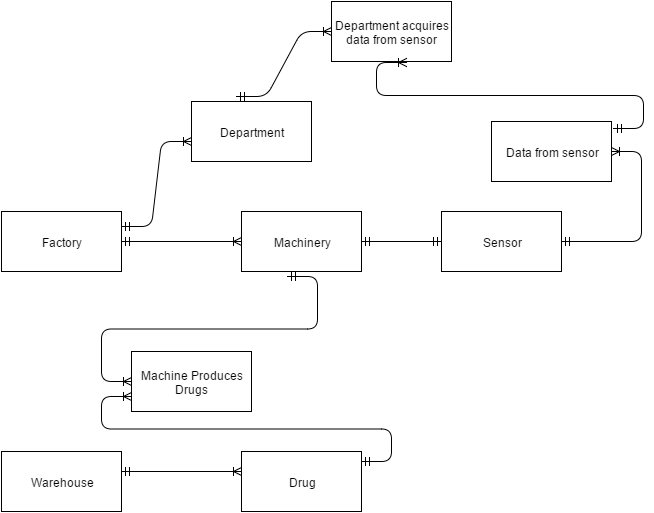 Department acquires
data from sensor
Department
Data from sensor
Factory
Machinery
Sensor
Machine Produces
Drugs
Warehouse
Drug